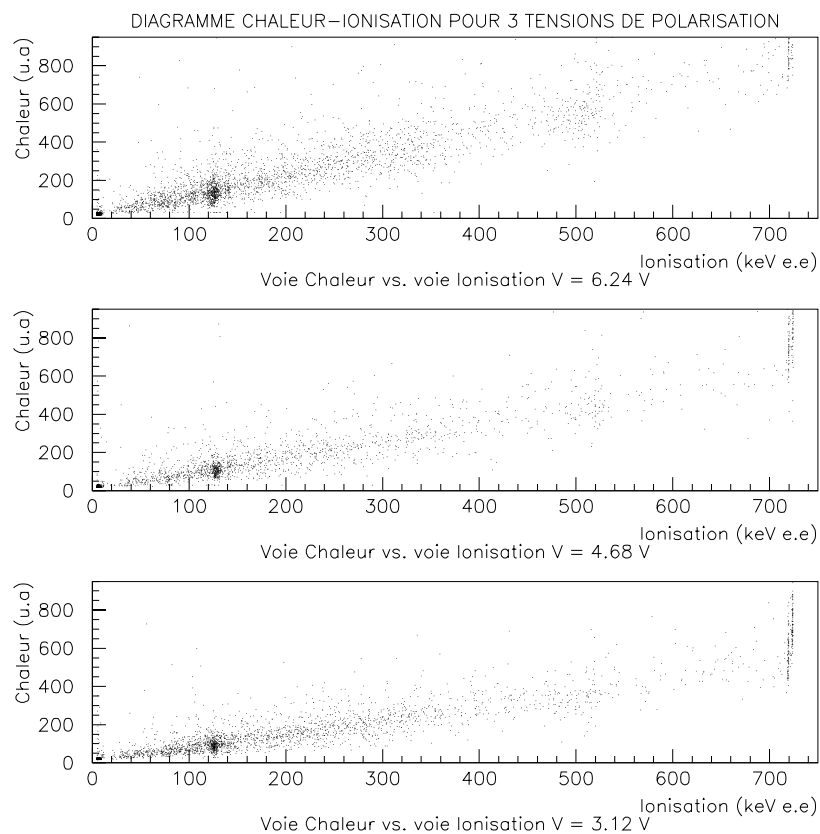 DIAGRAMME CHALEUR-IONISATION POUR 3 TENSIONS DE POLARISATION
Chaleur (u.a)
800
600
400
200
0
0 100 200 300 400 500 600 700
Ionisation (keV e.e)
Voie Chaleur vs. voie Ionisation V = 6.24 V
Chaleur (u.a)
800
600
400
200
0
0 100 200 300 400 500 600 700
Ionisation (keV e.e)
Voie Chaleur vs. voie Ionisation V = 4.68 V
Chaleur (u.a)
800
600
400
200
0
0 100 200 300 400 500 600 700
Ionisation (keV e.e)
Voie Chaleur vs. voie Ionisation V = 3.12 V